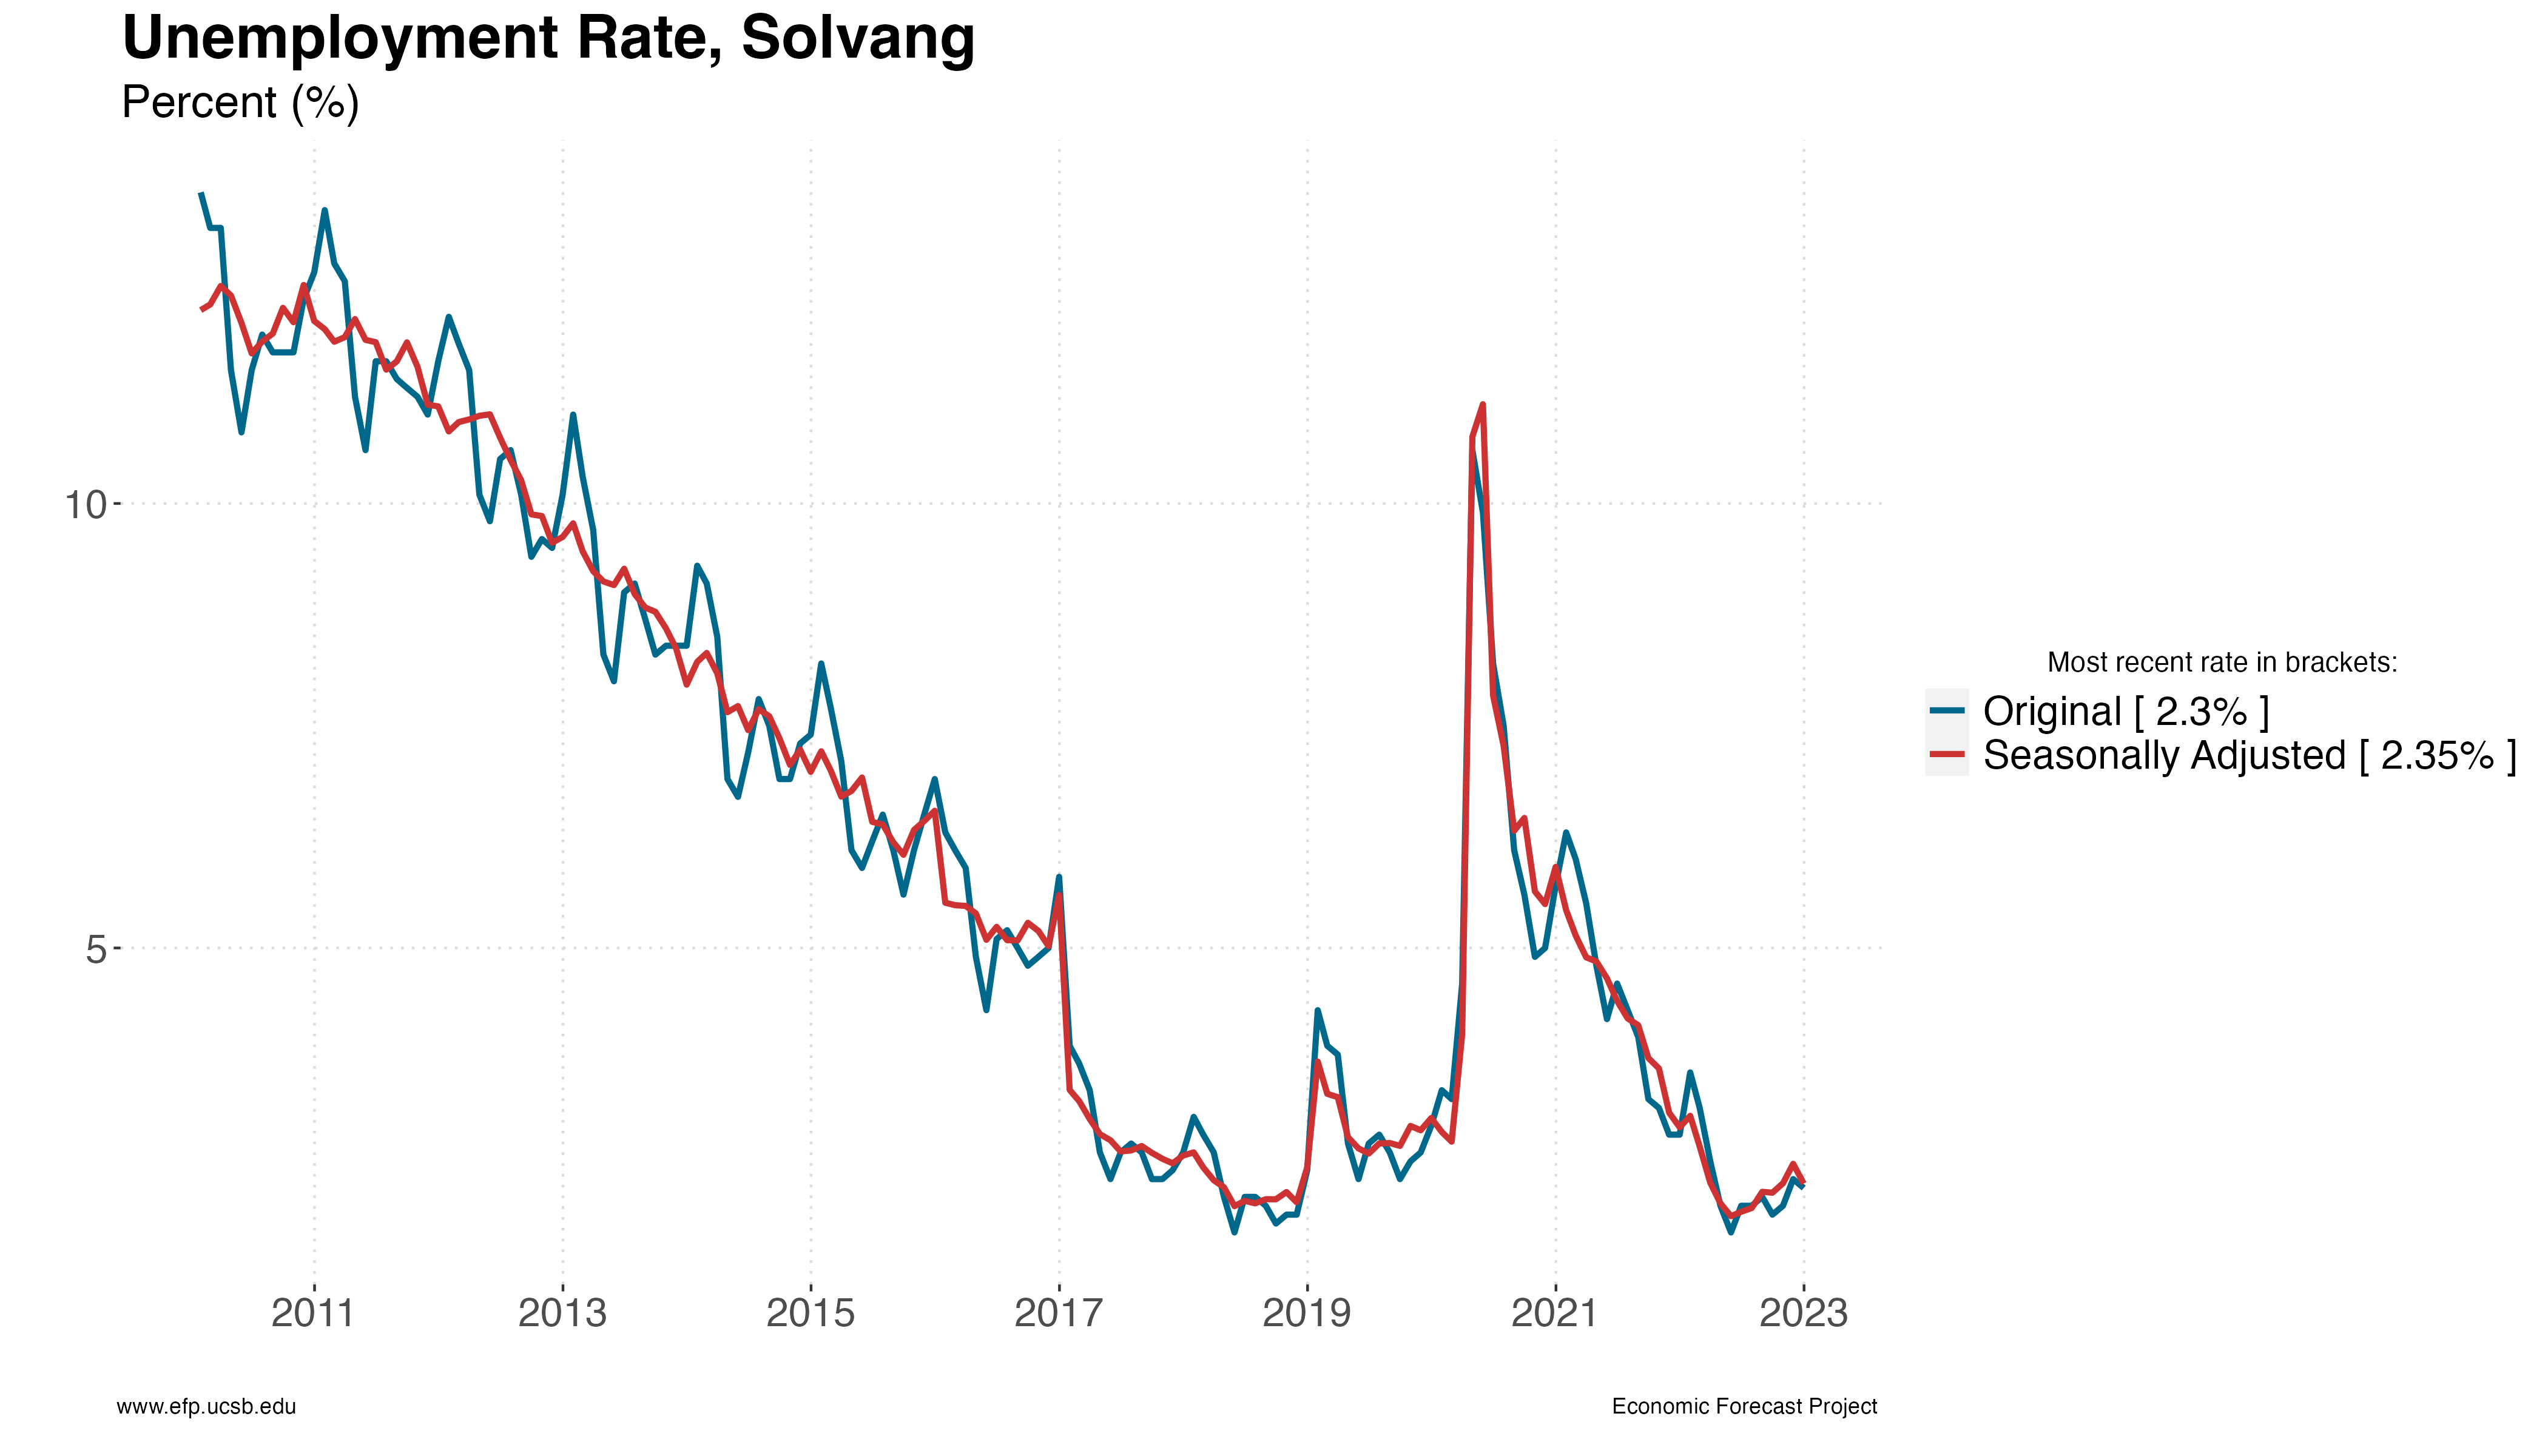 Unemployment Rate, Solvang
Percent (%)
10
5
2011 2013 2015 2017 2019 2021 2023
Most recent rate in brackets:
Original [ 2.3% ]
Seasonally Adjusted [ 2.35% ]
www.efp.ucsb.edu
Economic Forecast Project